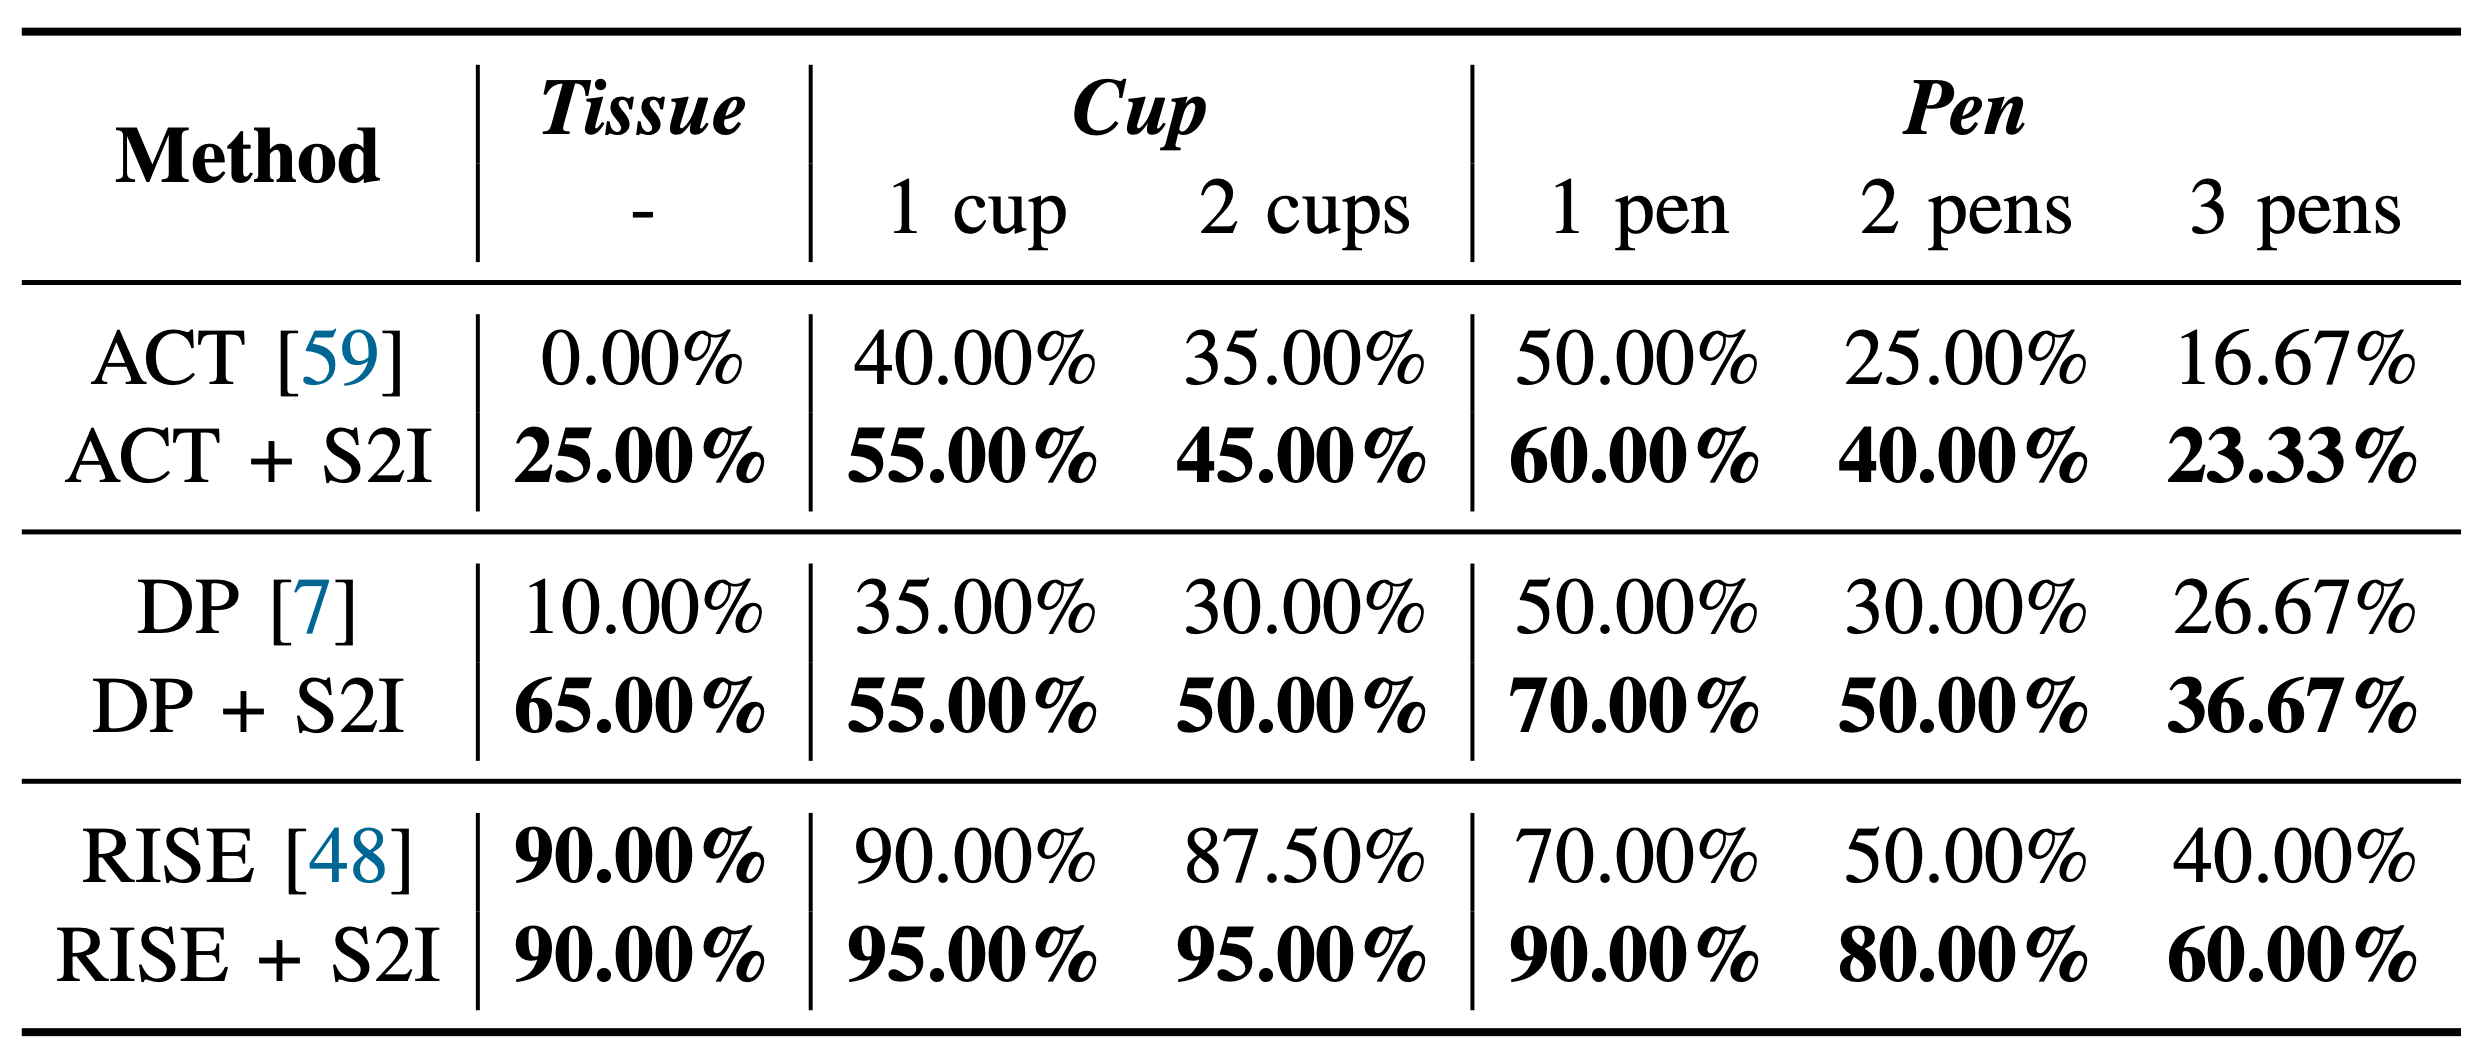 Method Tissue Cup Pen
- 1 cup 2 cups 1 pen 2 pens 3 pens
ACT [59] 0.00% 40.00% 35.00% 50.00% 25.00% 16.67%
ACT + S2I 25.00% 55.00% 45.00% 60.00% 40.00% 23.33%
DP [7] 10.00% 35.00% 30.00% 50.00% 30.00% 26.67%
DP + S2I 65.00% 55.00% 50.00% 70.00% 50.00% 36.67%
RISE [48] 90.00% 90.00% 87.50% 70.00% 50.00% 40.00%
RISE + S2I 90.00% 95.00% 95.00% 90.00% 80.00% 60.00%